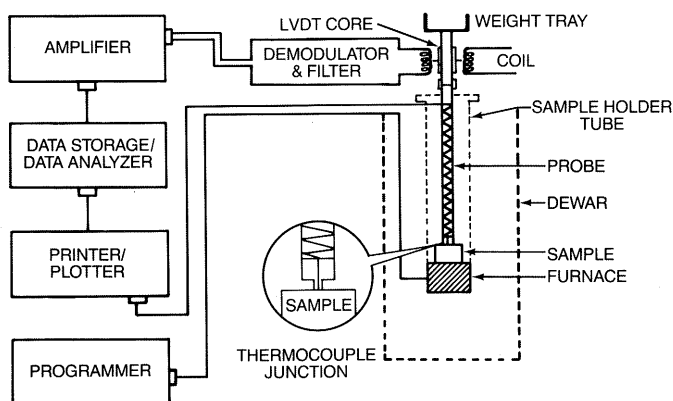 AMPLIFIER
DEMODULATOR
& FILTER
LVDT CORE
WEIGHT TRAY
COIL
SAMPLE HOLDER
TUBE
PROBE
DEWAR
SAMPLE
FURNACE
DATA STORAGE/
DATA ANALYZER
PRINTER/
PLOTTER
PROGRAMMER
SAMPLE
THERMOCOUPLE
JUNCTION